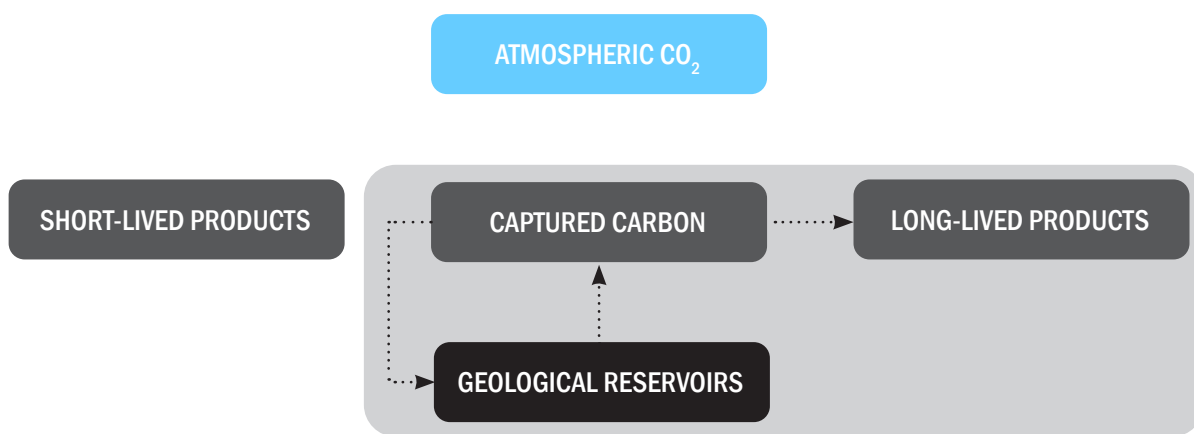 ATMOSPHERIC CO₂
SHORT-LIVED PRODUCTS
CAPTURED CARBON
LONG-LIVED PRODUCTS
GEOLOGICAL RESERVOIRS